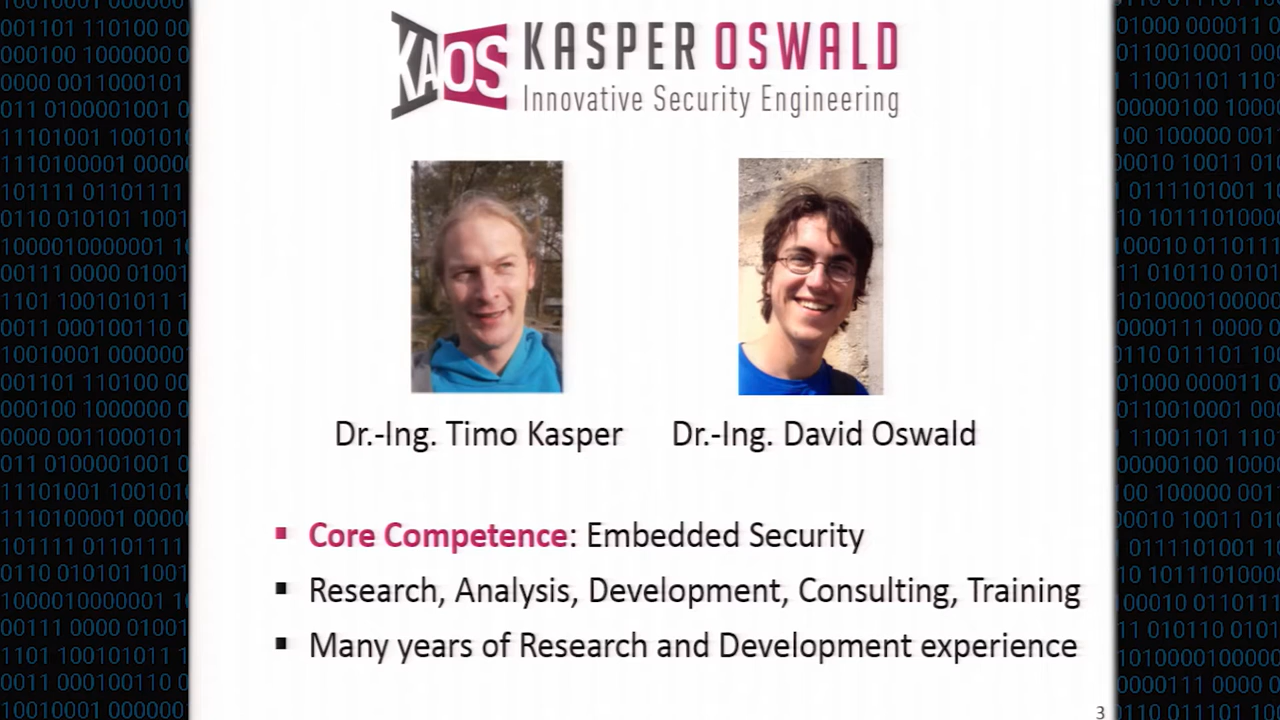 KAOS KASPER OSWALD
Innovative Security Engineering
Dr.-Ing. Timo Kasper
Dr.-Ing. David Oswald
Core Competence: Embedded Security
Research, Analysis, Development, Consulting, Training
Many years of Research and Development experience
3